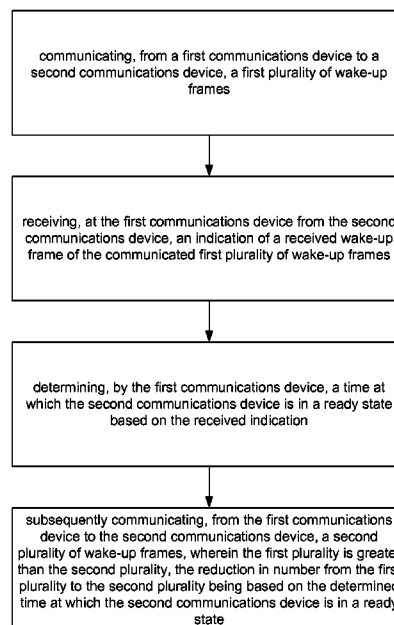 communicating, from a first communications device to a
second communications device, a first plurality of wake-up
frames
receiving, at the first communications device from the second
communications device, an indication of a received wake-up
frame of the communicated first plurality of wake-up frames
determining, by the first communications device, a time at
which the second communications device is in a ready state
based on the received indication
subsequently communicating, from the first communications
device to the second communications device, a second
plurality of wake-up frames, wherein the first plurality is greate
than the second plurality, the reduction in number from the firs
plurality to the second plurality being based on the determined
time at which the second communications device is in a ready
state